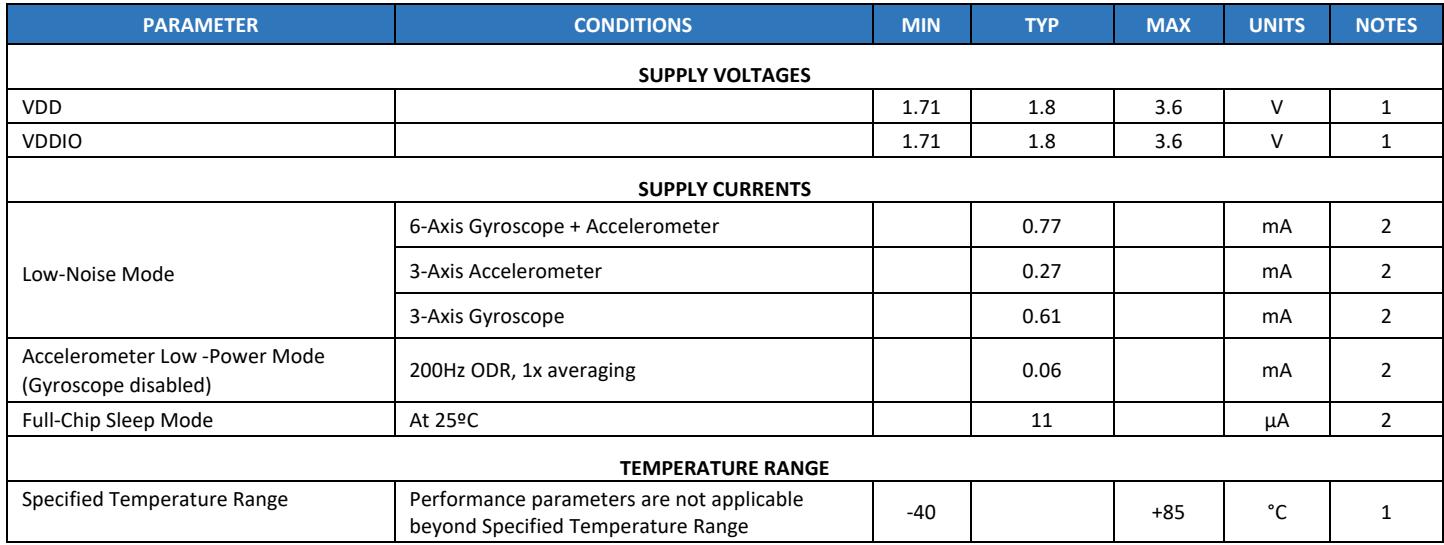 PARAMETER CONDITIONS MIN TYP MAX UNITS NOTES
SUPPLY VOLTAGES
VDD 1.71 1.8 3.6 V 1
VDDIO 1.71 1.8 3.6 V 1
SUPPLY CURRENTS
Low-Noise Mode
6-Axis Gyroscope + Accelerometer 0.77 mA 2
3-Axis Accelerometer 0.27 mA 2
3-Axis Gyroscope 0.61 mA 2
Accelerometer Low -Power Mode
(Gyroscope disabled)
200Hz ODR, 1x averaging 0.06 mA 2
Full-Chip Sleep Mode At 25ºC 11 µA 2
TEMPERATURE RANGE
Specified Temperature Range
Performance parameters are not applicable
beyond Specified Temperature Range
-40 +85 °C 1